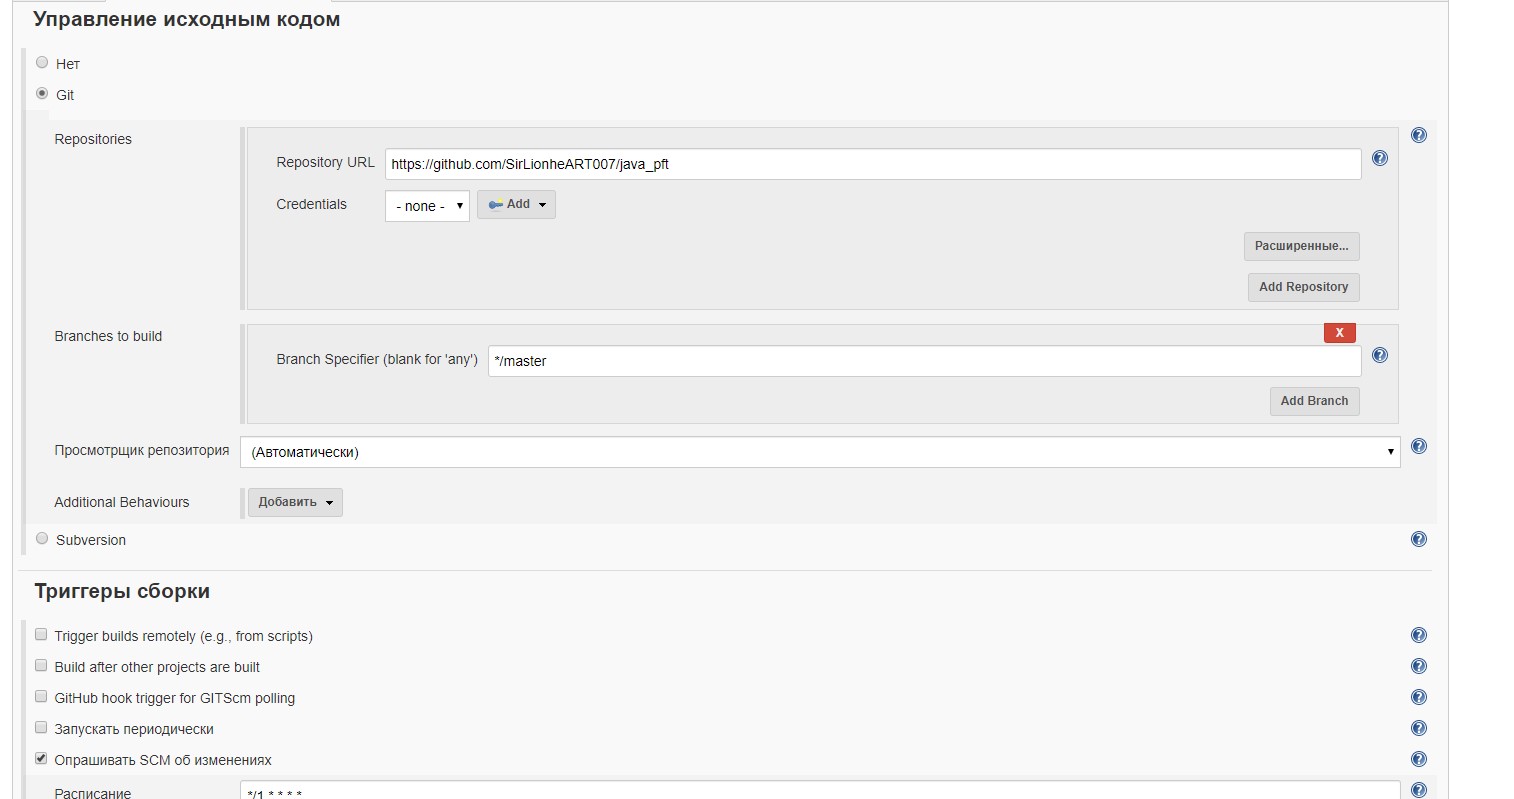 Управление исходным кодом
Нет
Git
Repositories
Repository URL https://github.com/SirLionheART007/java_pft
Credentials - none - Add
Расширенные...
Add Repository
Branches to build
X
Branch Specifier (blank for 'any') */master
Add Branch
Просмотрщик репозитория (Автоматически)
Additional Behaviours Добавить
Subversion
Триггеры сборки
Trigger builds remotely (e.g., from scripts)
Build after other projects are built
GitHub hook trigger for GITScm polling
Запускать периодически
Опрашивать SCM об изменениях
Расписание */1 * * * *